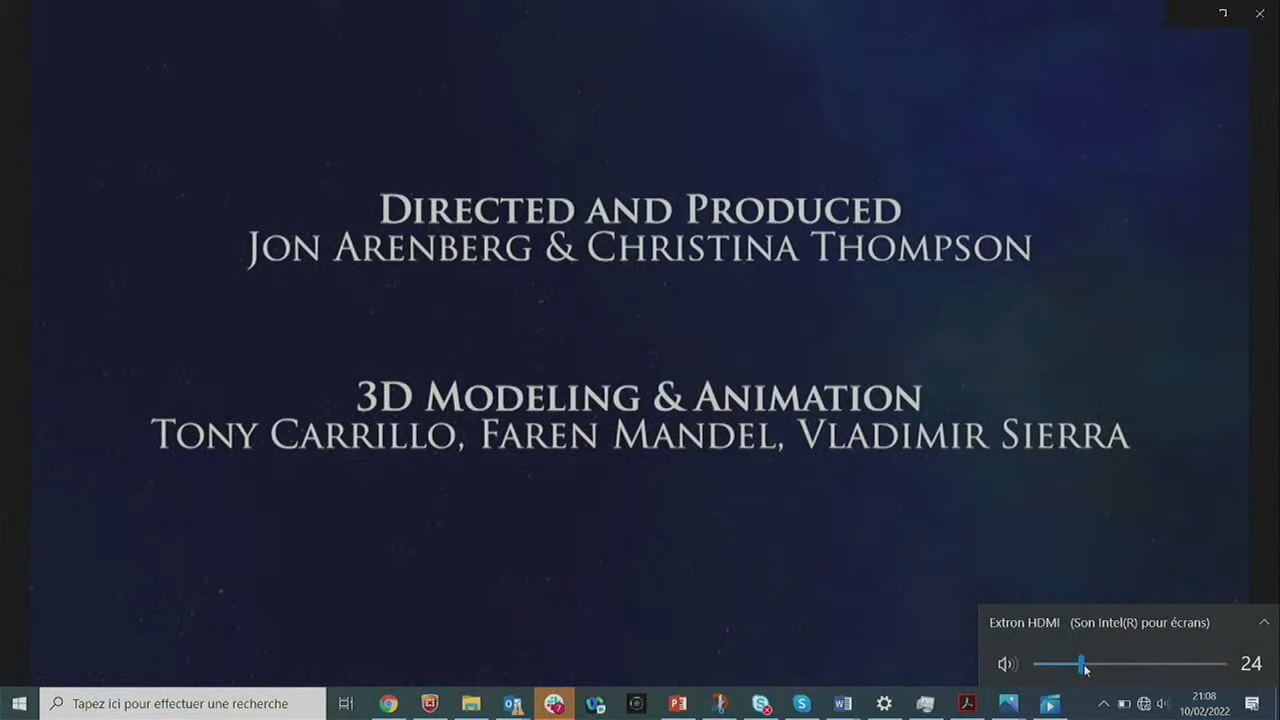 DIRECTED AND PRODUCED
JON ARENBERG & CHRISTINA THOMPSON
3D MODELING & ANIMATION
TONY CARRILLO, FAREN MANDEL, VLADIMIR SIERRA
Extron HDMI (Son Intel(R) pour écrans)
24
Tapez ici pour effectuer une recherche
21:08
10/02/2022